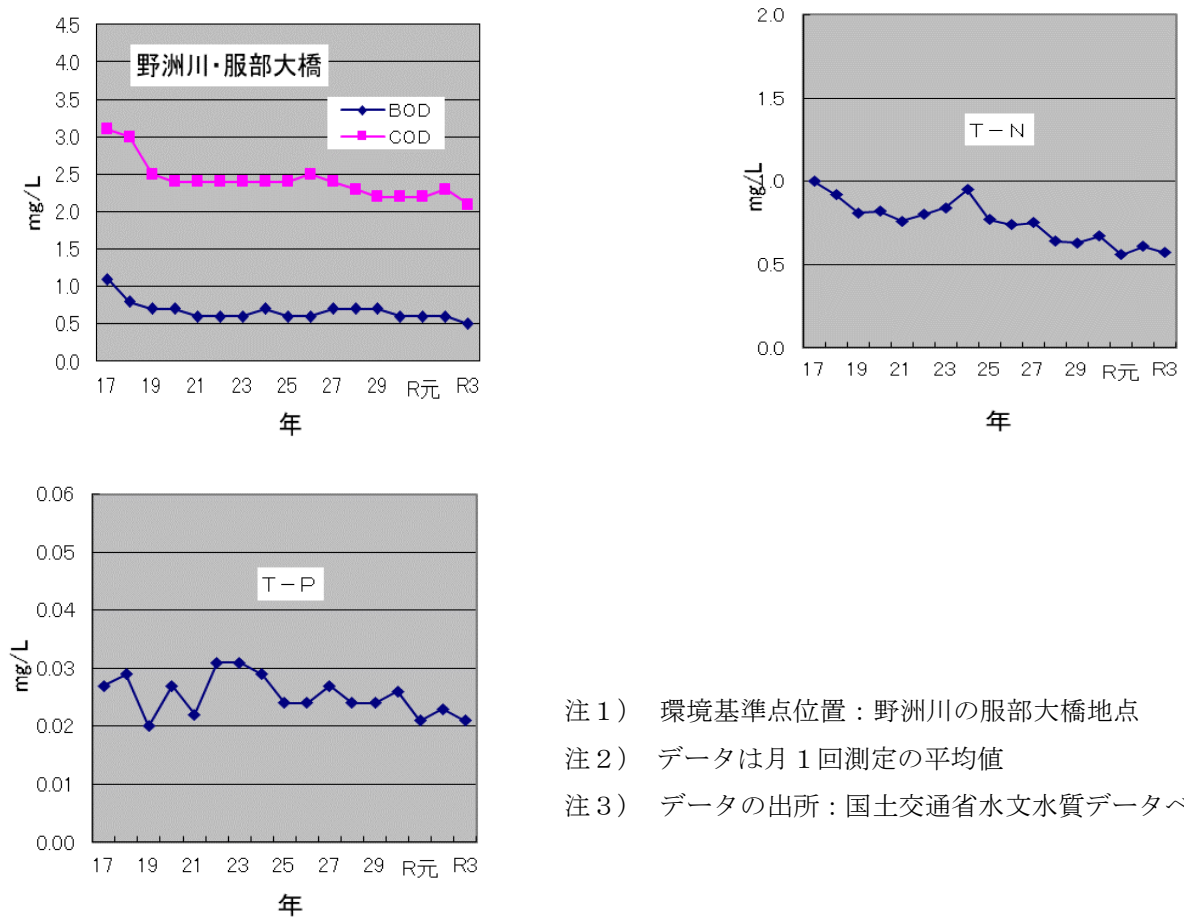 4.5
4.0
3.5
3.0
2.5
2.0
1.5
1.0
0.5
0.0
mg/L
野洲川・服部大橋
BOD
COD
17 19 21 23 25 27 29 R元 R3
年
2.0
1.5
1.0
0.5
0.0
mg/L
T－N
17 19 21 23 25 27 29 R元 R3
年
0.06
0.05
0.04
0.03
0.02
0.01
0.00
mg/L
T－P
17 19 21 23 25 27 29 R元 R3
年
注１） 環境基準点位置：野洲川の服部大橋地点
注２） データは月１回測定の平均値
注３） データの出所：国土交通省水文水質データベ